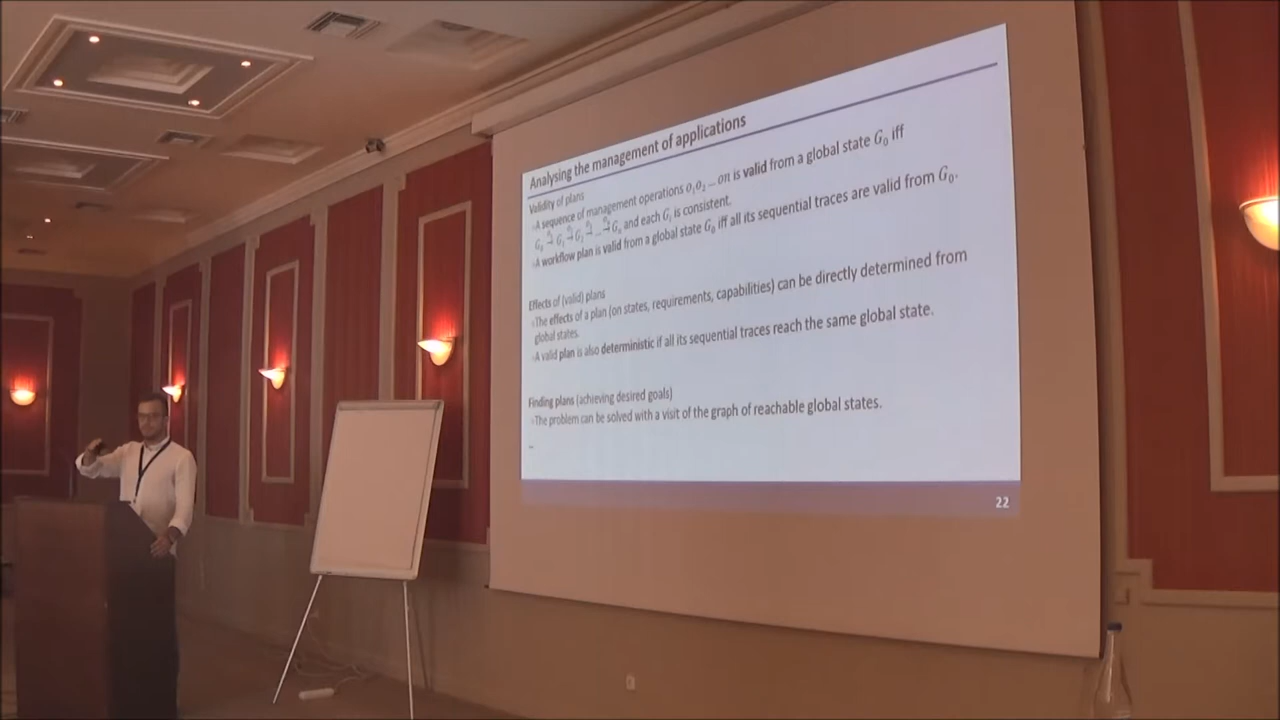 Analysing the management of applications
Validity of plans
A sequence of management operations o₁o₂ … on is valid from a global state G₀ iff
and each Gᵢ is consistent.
A workflow plan is valid from a global state G₀ iff all its sequential traces are valid from G₀.
Effects of (valid) plans
The effects of a plan (on states, requirements, capabilities) can be directly determined from
global states.
A valid plan is also deterministic if all its sequential traces reach the same global state.
Finding plans (achieving desired goals)
The problem can be solved with a visit of the graph of reachable global states.
...
22